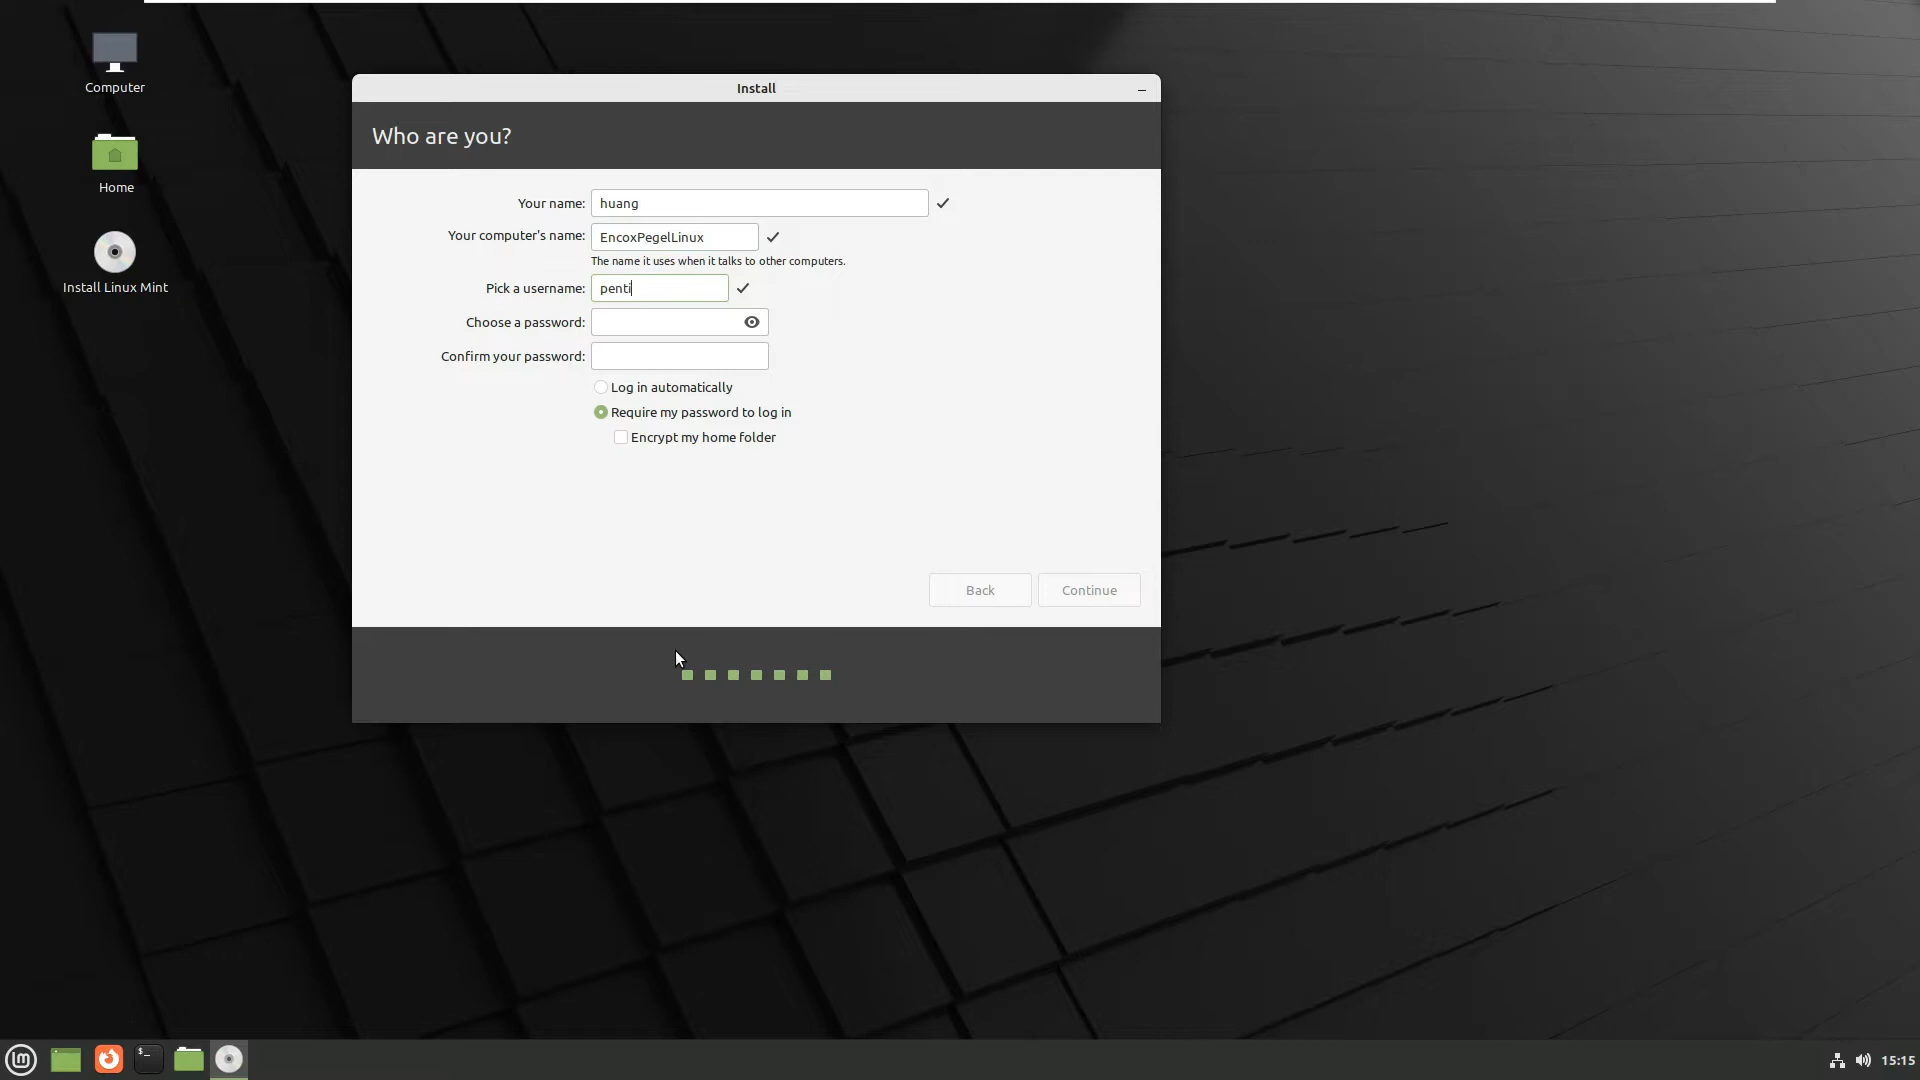 Computer
Home
Install Linux Mint
Install
Who are you?
Your name: huang
Your computer's name: EncoxPegelLinux
The name it uses when it talks to other computers.
Pick a username: penti
Choose a password:
Confirm your password:
Log in automatically
Require my password to log in
Encrypt my home folder
Back Continue
$_
15:15